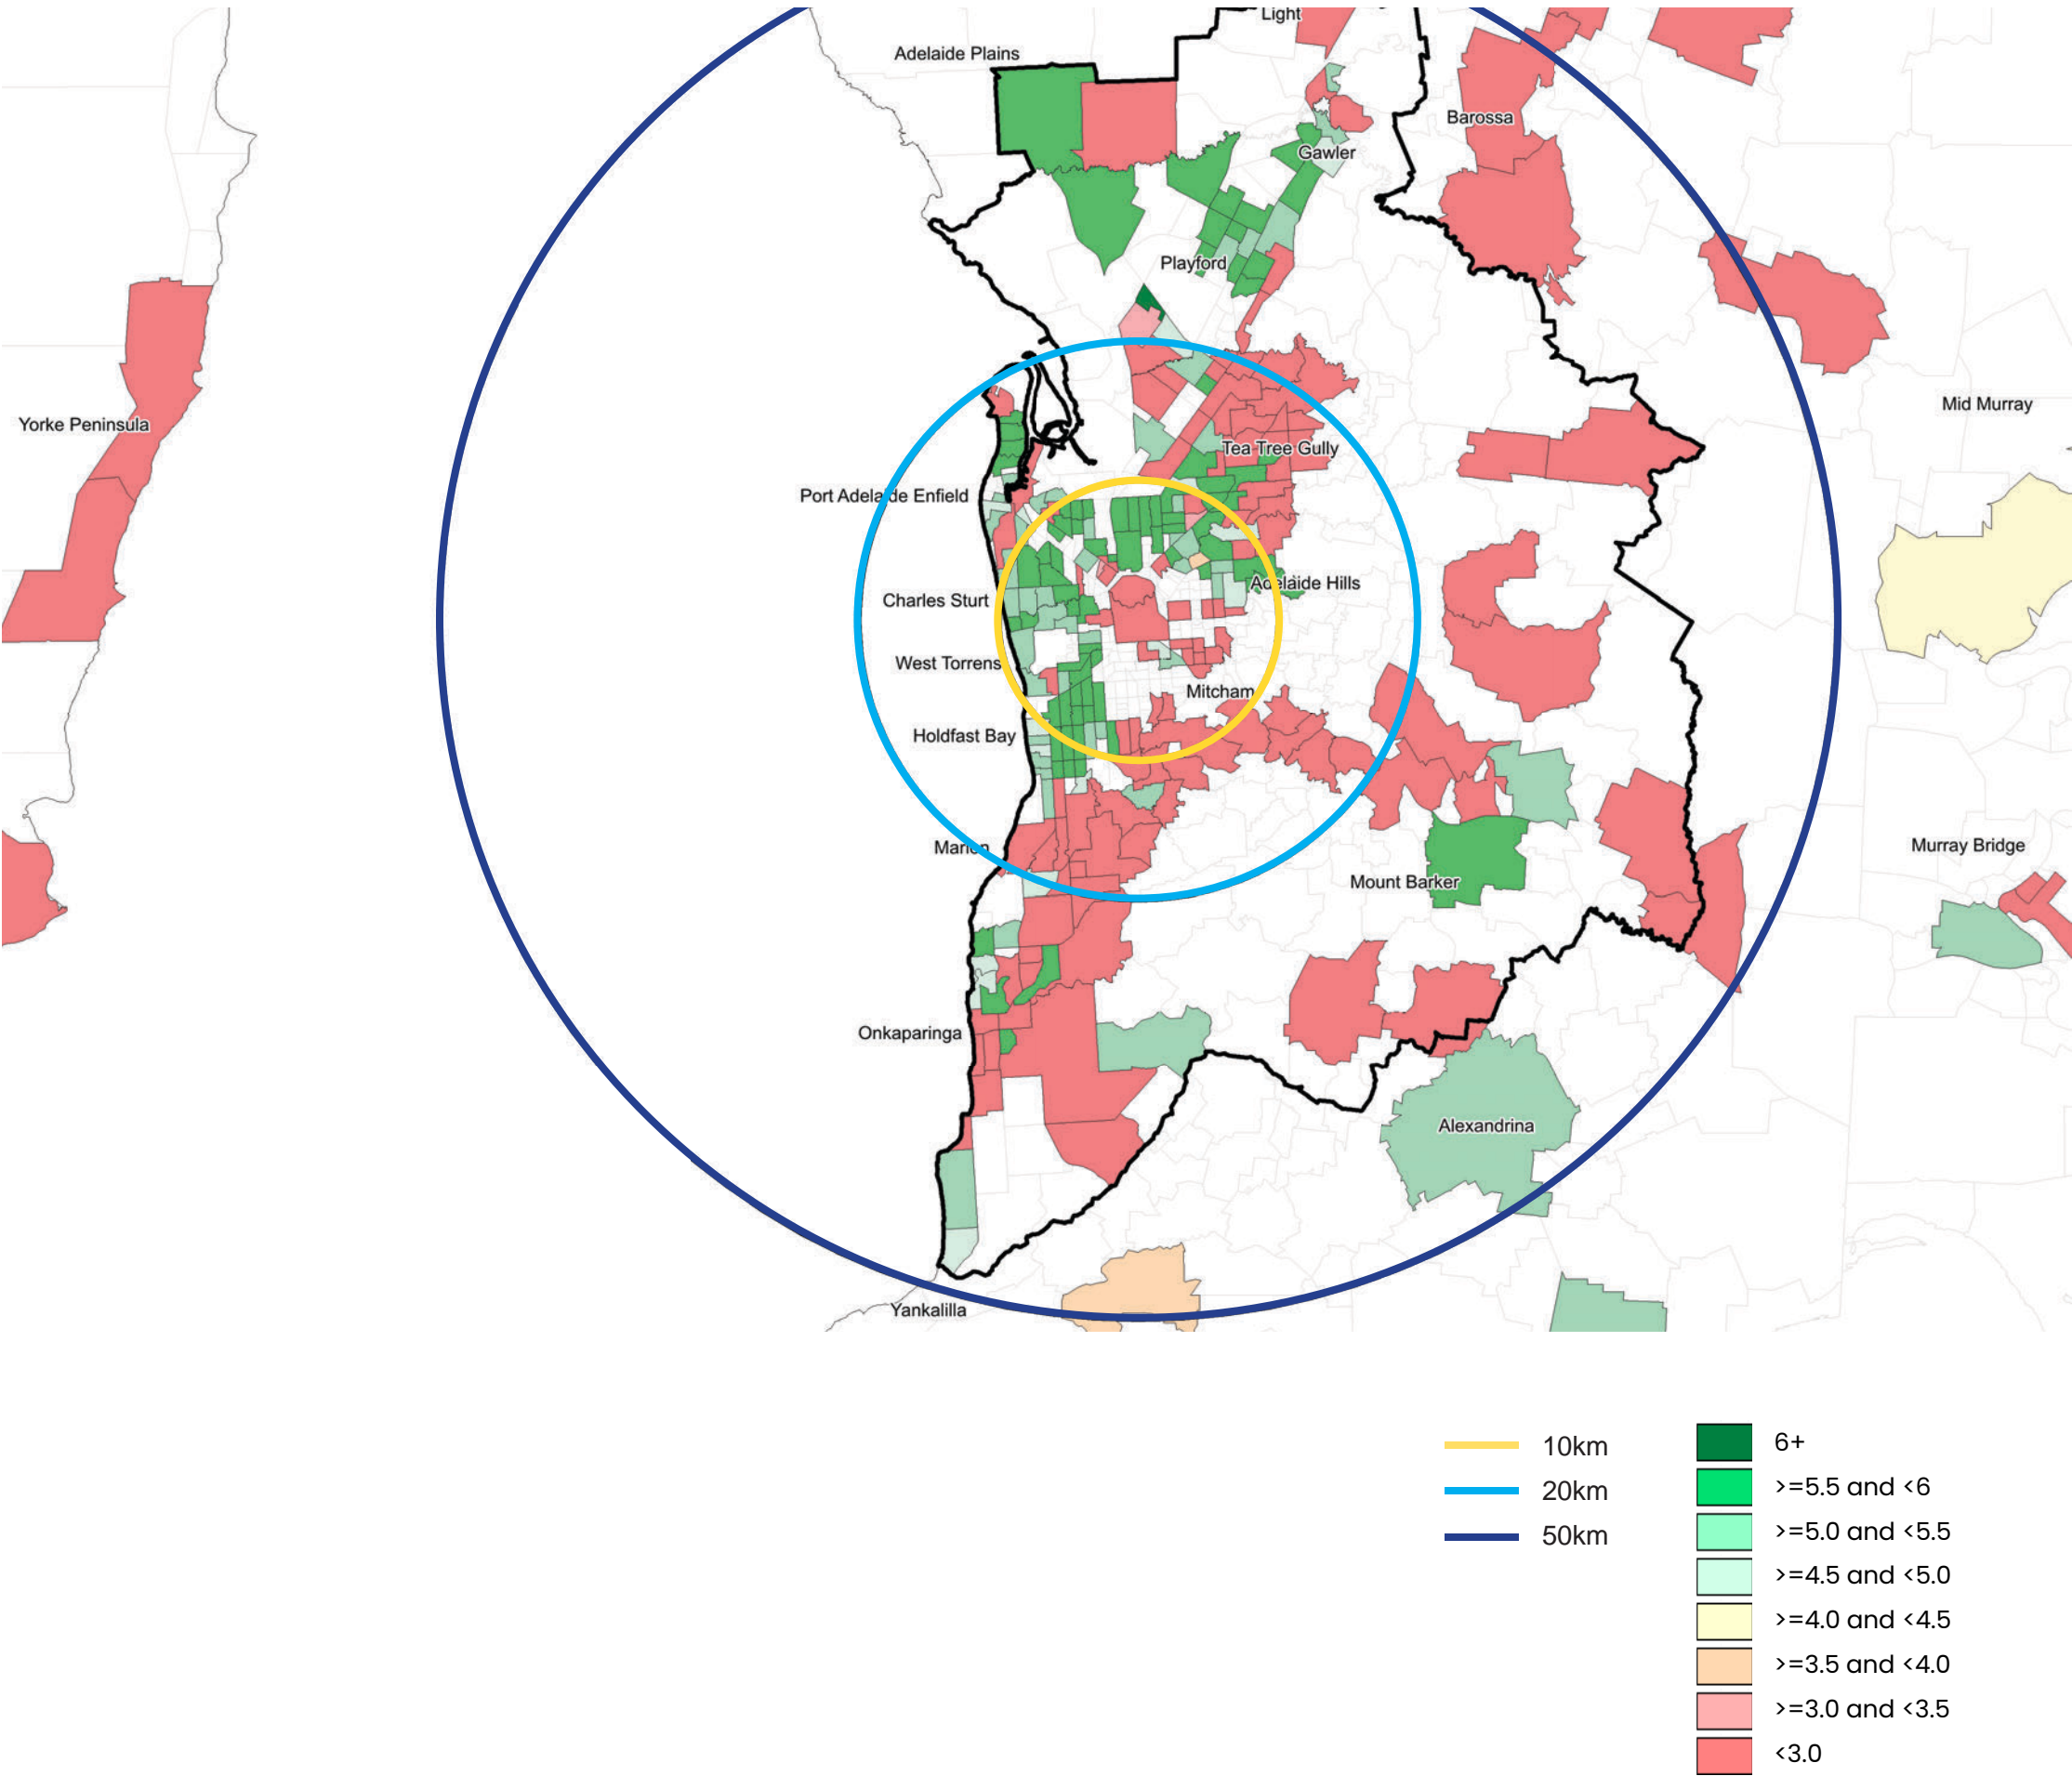 Light
Adelaide Plains
Barossa
Gawler
Playford
Mid Murray
Yorke Peninsula
Tea Tree Gully
Port Adelaide Enfield
Adelaide Hills
Charles Sturt
West Torrens
Mitcham
Holdfast Bay
Marion
Murray Bridge
Mount Barker
Onkaparinga
Alexandrina
Yankalilla
10km
20km
50km
6+
>=5.5 and <6
>=5.0 and <5.5
>=4.5 and <5.0
>=4.0 and <4.5
>=3.5 and <4.0
>=3.0 and <3.5
<3.0